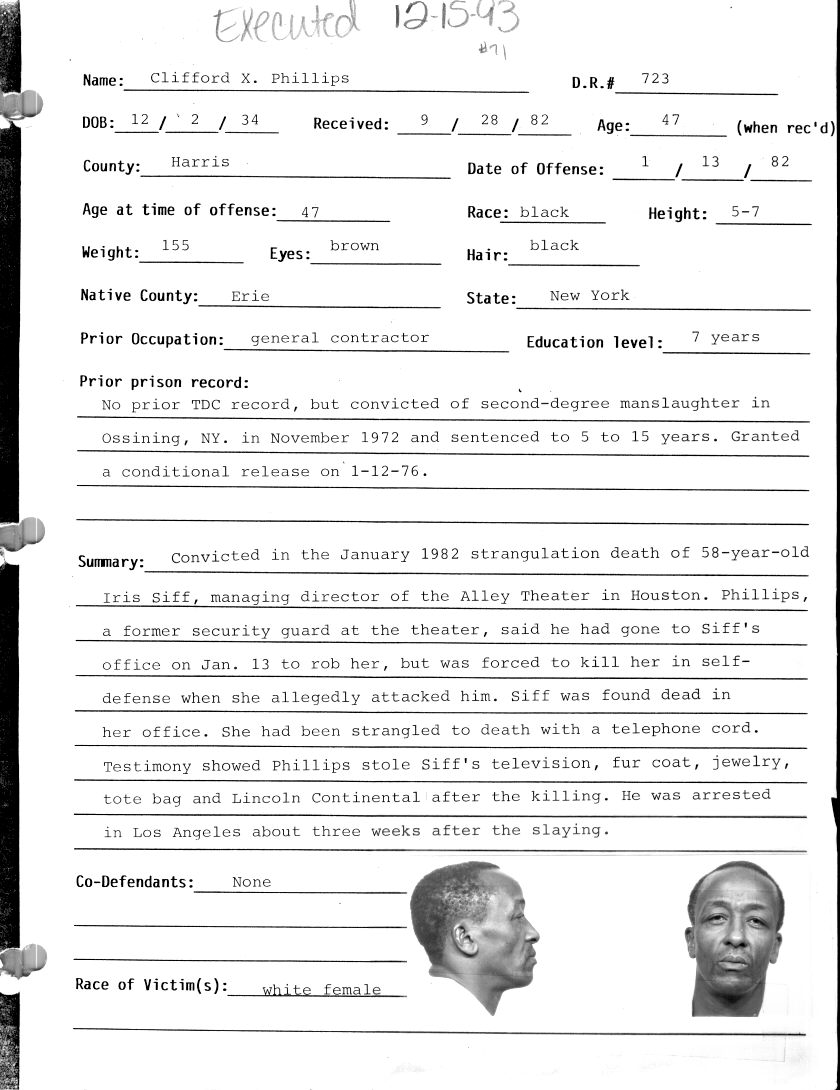 Executed 12-15-93
#71
Name: Clifford X. Phillips D.R.# 723
DOB: 12 / 2 / 34 Received: 9 / 28 / 82 Age: 47 (when rec'd)
County: Harris Date of Offense: 1 / 13 / 82
Age at time of offense: 47 Race: black Height: 5-7
Weight: 155 Eyes: brown Hair: black
Native County: Erie State: New York
Prior Occupation: general contractor Education level: 7 years
Prior prison record:
No prior TDC record, but convicted of second-degree manslaughter in
Ossining, NY. in November 1972 and sentenced to 5 to 15 years. Granted
a conditional release on 1-12-76.
Summary: Convicted in the January 1982 strangulation death of 58-year-old
Iris Siff, managing director of the Alley Theater in Houston. Phillips,
a former security guard at the theater, said he had gone to Siff's
office on Jan. 13 to rob her, but was forced to kill her in self-
defense when she allegedly attacked him. Siff was found dead in
her office. She had been strangled to death with a telephone cord.
Testimony showed Phillips stole Siff's television, fur coat, jewelry,
tote bag and Lincoln Continental after the killing. He was arrested
in Los Angeles about three weeks after the slaying.
Co-Defendants: None
Race of Victim(s): white female